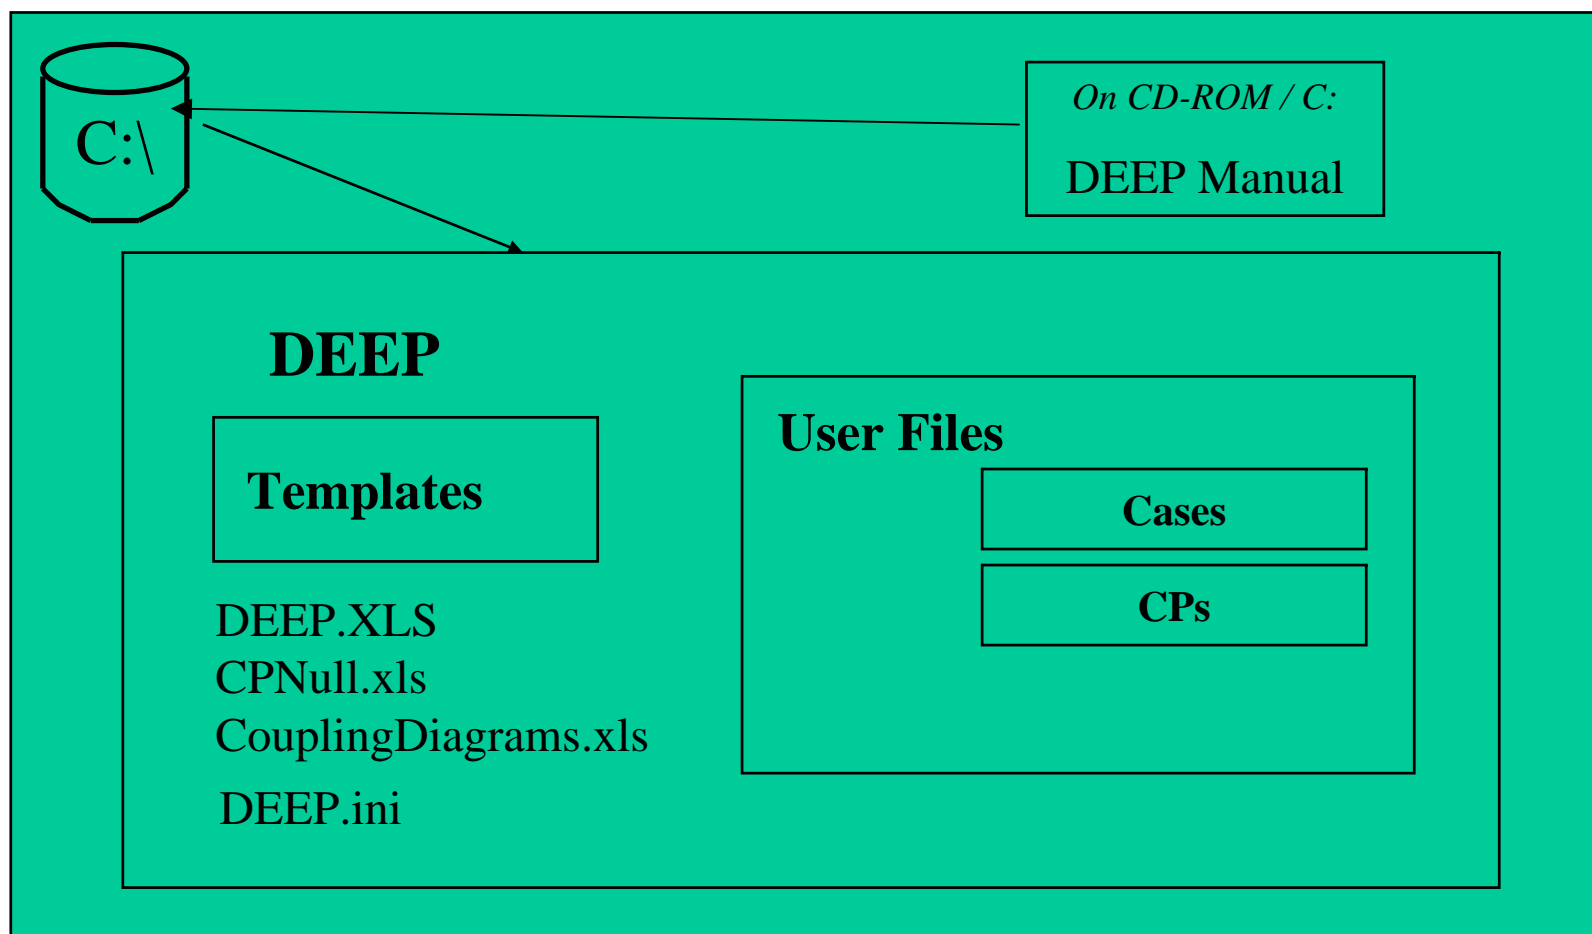 C:\
On CD-ROM / C:
DEEP Manual
DEEP
Templates
DEEP.XLS
CPNull.xls
CouplingDiagrams.xls
DEEP.ini
User Files
Cases
CPs